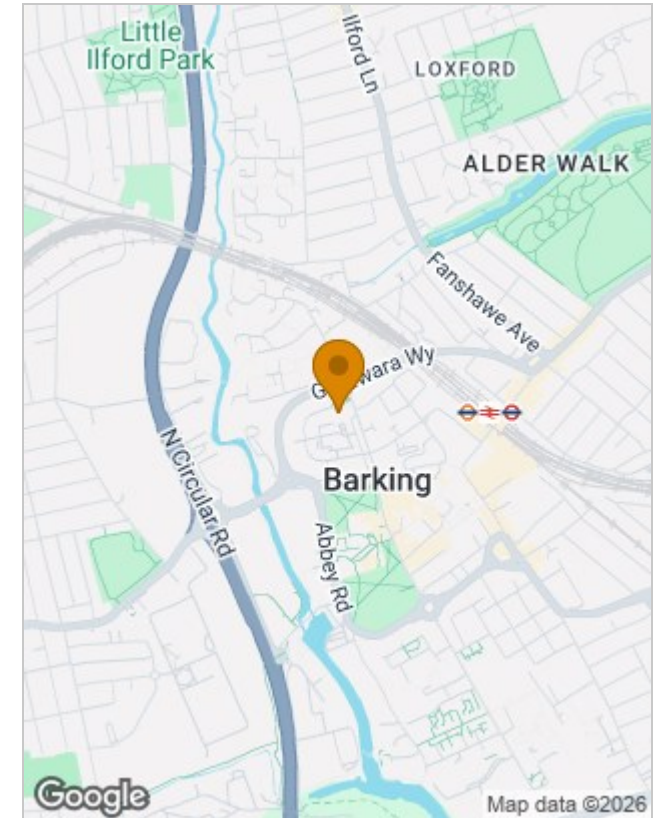 Little
Ilford Park
Ilford Ln
LOXFORD
ALDER WALK
Fanshawe Ave
wara Wy
N Circular Rd
Barking
Abbey Rd
Google
Map data ©2026